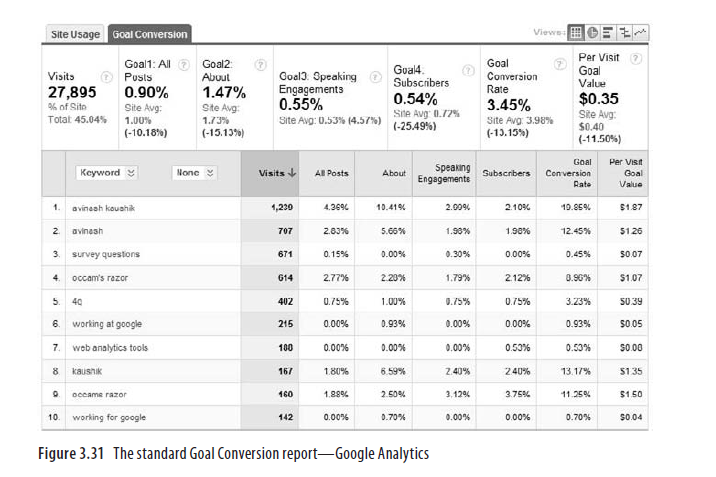 Site Usage Goal Conversion Views:
Visits
27,895
% of Site
Total: 45.04%
Goal1: All
Posts
0.90%
Site Avg:
1.00%
(-10.18%)
Goal2:
About
1.47%
Site Avg:
1.73%
(-15.13%)
Goal3: Speaking
Engagements
0.55%
Site Avg: 0.53% (4.57%)
Goal4:
Subscribers
0.54%
Site Avg: 0.72%
(-25.49%)
Goal
Conversion
Rate
3.45%
Site Avg: 3.98%
(-13.15%)
Per Visit
Goal
Value
$0.35
Site Avg:
$0.40
(-11.50%)
Keyword None Visits All Posts About Speaking Engagements Subscribers Goal Conversion Rate Per Visit Goal Value
1. avinash kaushik 1,239 4.36% 10.41% 2.99% 2.10% 19.85% $1.87
2. avinash 707 2.83% 5.66% 1.98% 1.98% 12.45% $1.26
3. survey questions 671 0.15% 0.00% 0.30% 0.00% 0.45% $0.07
4. occam's razor 614 2.77% 2.28% 1.79% 2.12% 8.96% $1.07
5. 4q 402 0.75% 1.00% 0.75% 0.75% 3.23% $0.39
6. working at google 215 0.00% 0.93% 0.00% 0.00% 0.93% $0.05
7. web analytics tools 188 0.00% 0.00% 0.00% 0.53% 0.53% $0.08
8. kaushik 167 1.80% 6.59% 2.40% 2.40% 13.17% $1.35
9. occams razor 160 1.88% 2.50% 3.12% 3.75% 11.25% $1.50
10. working for google 142 0.00% 0.70% 0.00% 0.00% 0.70% $0.04
Figure 3.31 The standard Goal Conversion report—Google Analytics